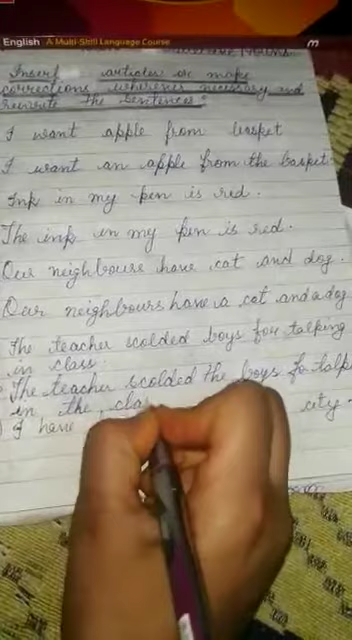 English A Multi-Skill Language Course
Insert articles or make
corrections wherever necessary and
rewrite the sentences:
I want apple from basket
I want an apple from the basket
Ink in my pen is red.
The ink in my pen is red.
Our neighbours have cat and dog.
Our neighbours have a cat and a dog.
The teacher scolded boys for talking
in class.
The teacher scolded the boys for talk
in the cla
I have city.